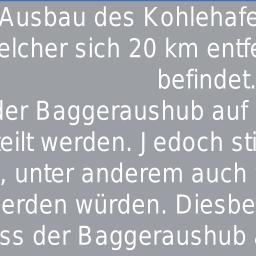 Ausbau des Kohlehafe
elcher sich 20 km entfe
befindet.
der Baggeraushub auf
eilt werden. Jedoch sti
, unter anderem auch
erden würden. Diesbe
ss der Baggeraushub